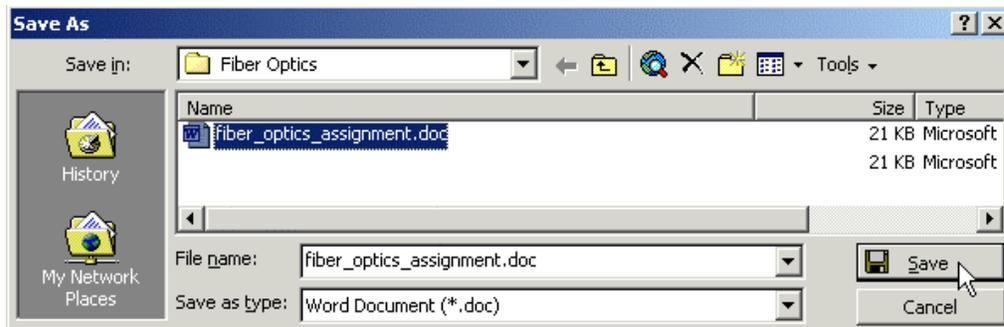 Save As
Save in: Fiber Optics Tools
Name Size Type
fiber_optics_assignment.doc 21 KB Microsoft
21 KB Microsoft
History
My Network
Places
File name: fiber_optics_assignment.doc Save
Save as type: Word Document (*.doc) Cancel